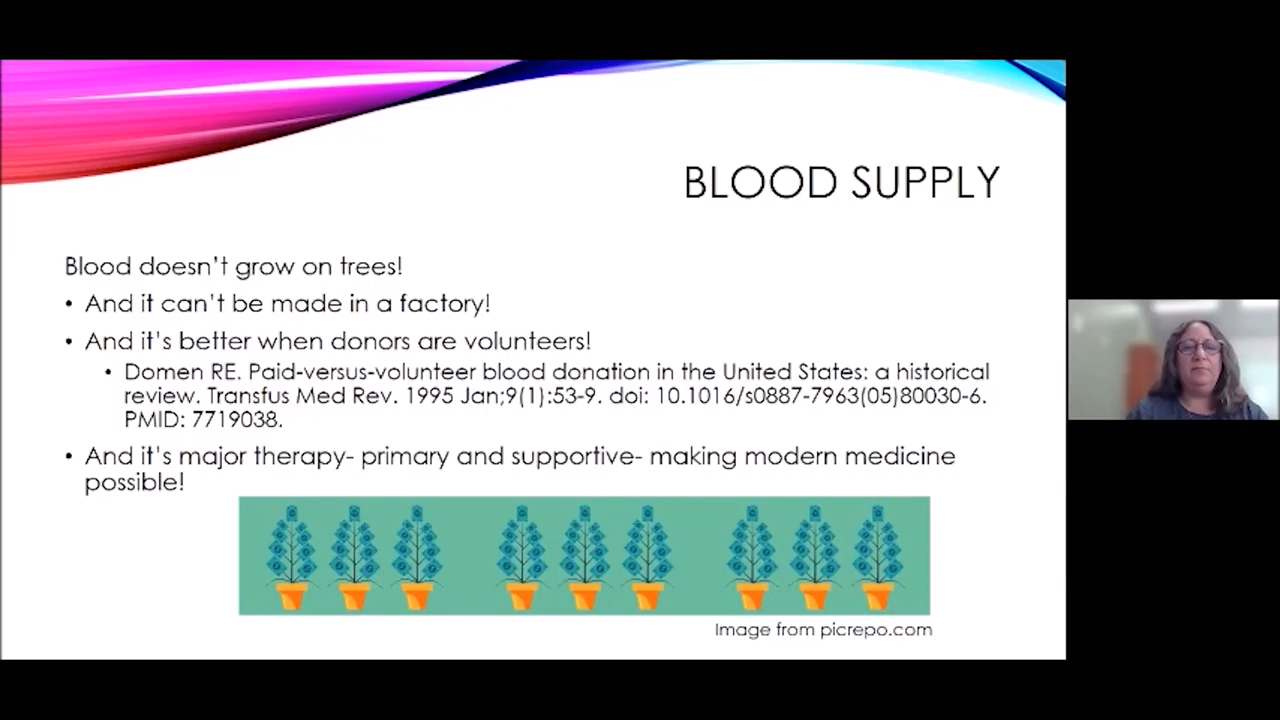 BLOOD SUPPLY
Blood doesn't grow on trees!
• And it can't be made in a factory!
• And it's better when donors are volunteers!
• Domen RE. Paid-versus-volunteer blood donation in the United States: a historical
review. Transfus Med Rev. 1995 Jan;9(1):53-9. doi: 10.1016/s0887-7963(05)80030-6.
PMID: 7719038.
• And it's major therapy- primary and supportive- making modern medicine
possible!
Image from picrepo.com